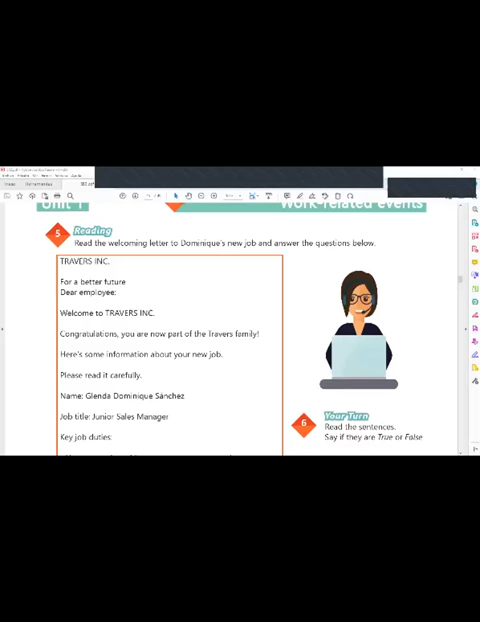 Inicio Herramientas
Unit 1
Work-related events
5 Reading
Read the welcoming letter to Dominique's new job and answer the questions below.
TRAVERS INC.
For a better future
Dear employee:
Welcome to TRAVERS INC.
Congratulations, you are now part of the Travers family!
Here's some information about your new job.
Please read it carefully.
Name: Glenda Dominique Sánchez
Job title: Junior Sales Manager
Key job duties:
6 Your Turn
Read the sentences.
Say if they are True or False